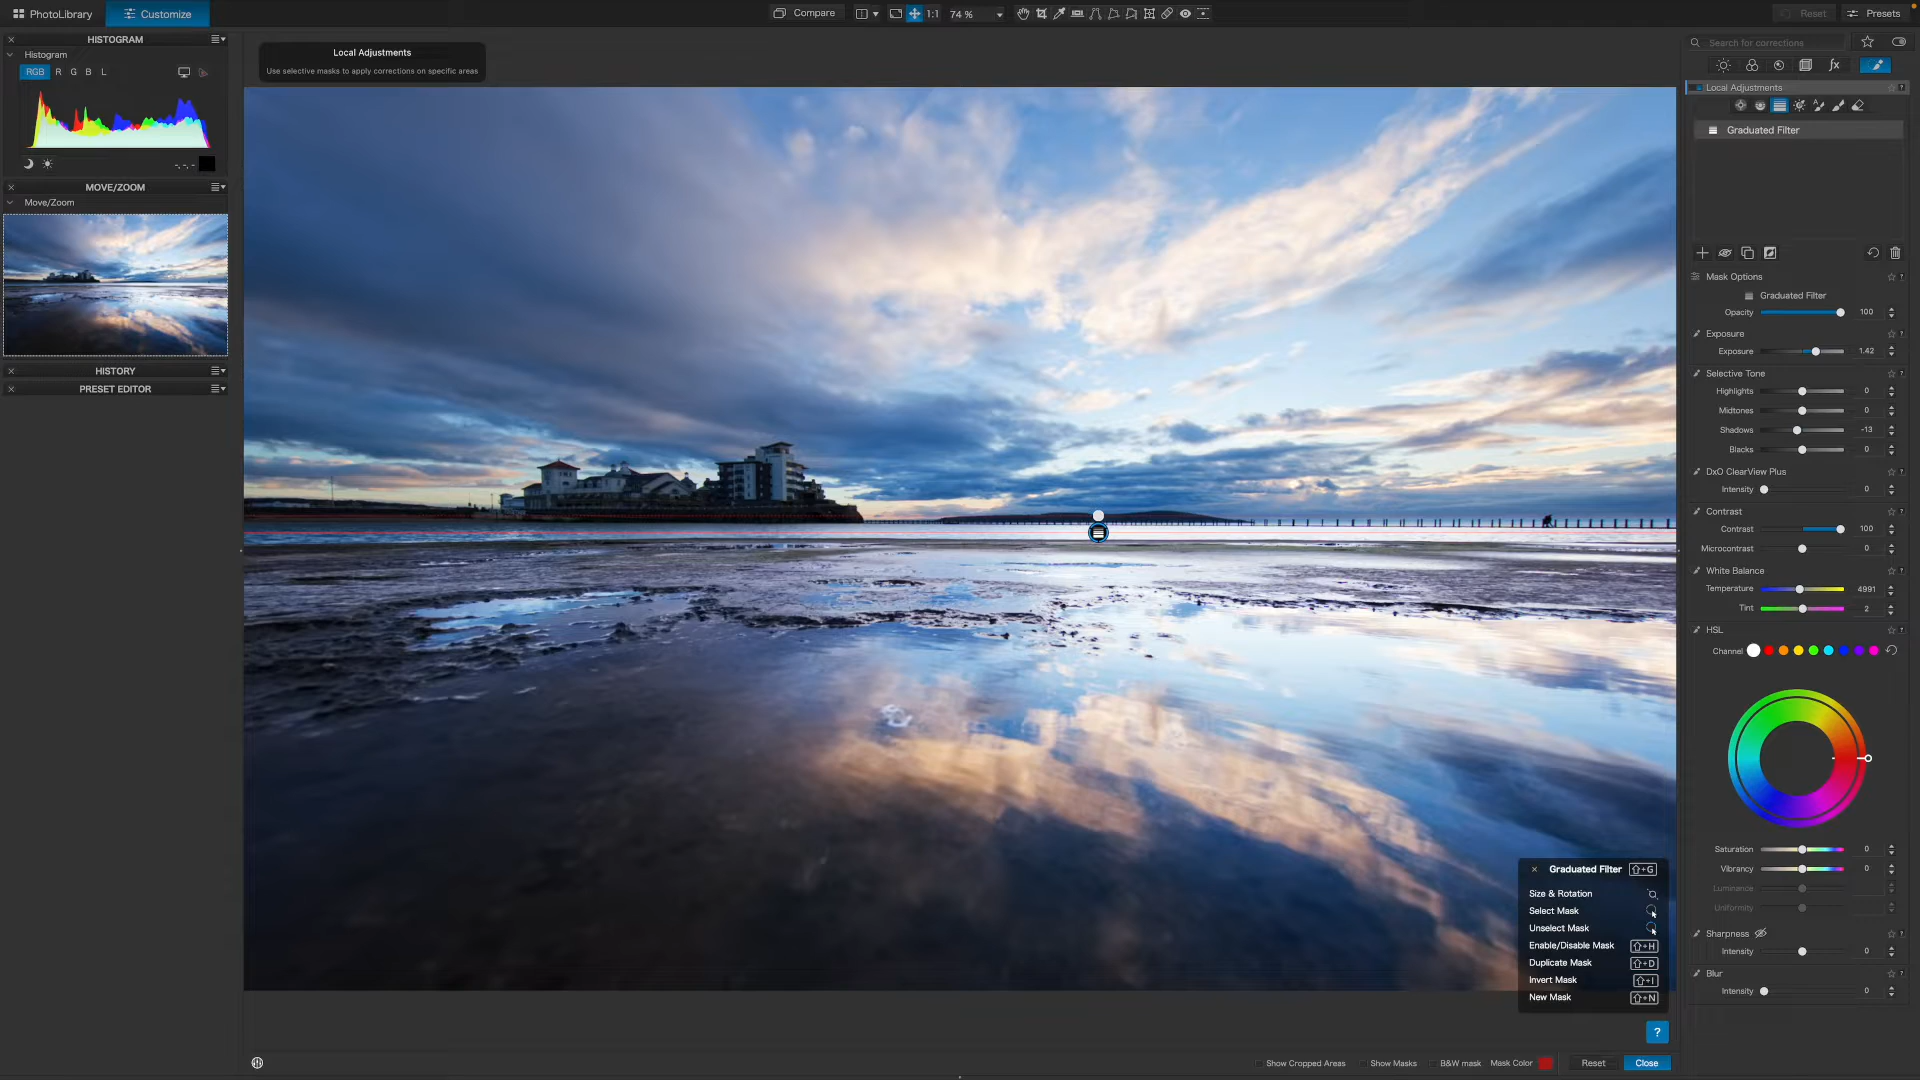 PhotoLibrary
Customize
Compare
1:1
74 %
Reset
Presets
HISTOGRAM
Histogram
RGB R G B L
MOVE/ZOOM
Move/Zoom
HISTORY
PRESET EDITOR
Local Adjustments
Use selective masks to apply corrections on specific areas
Search for corrections
fx
Local Adjustments
Graduated Filter
Mask Options
Graduated Filter
Opacity 100
Exposure
Exposure 1.42
Selective Tone
Highlights 0
Midtones 0
Shadows -13
Blacks 0
DxO ClearView Plus
Intensity 0
Contrast
Contrast 100
Microcontrast 0
White Balance
Temperature 4991
Tint 2
HSL
Channel
Saturation 0
Vibrancy 0
Luminance
Uniformity
Sharpness
Intensity 0
Blur
Intensity 0
Graduated Filter ⇧+G
Size & Rotation
Select Mask
Unselect Mask
Enable/Disable Mask ⇧+H
Duplicate Mask ⇧+D
Invert Mask ⇧+I
New Mask ⇧+N
?
Show Cropped Areas
Show Masks
B&W mask
Mask Color
Reset
Close